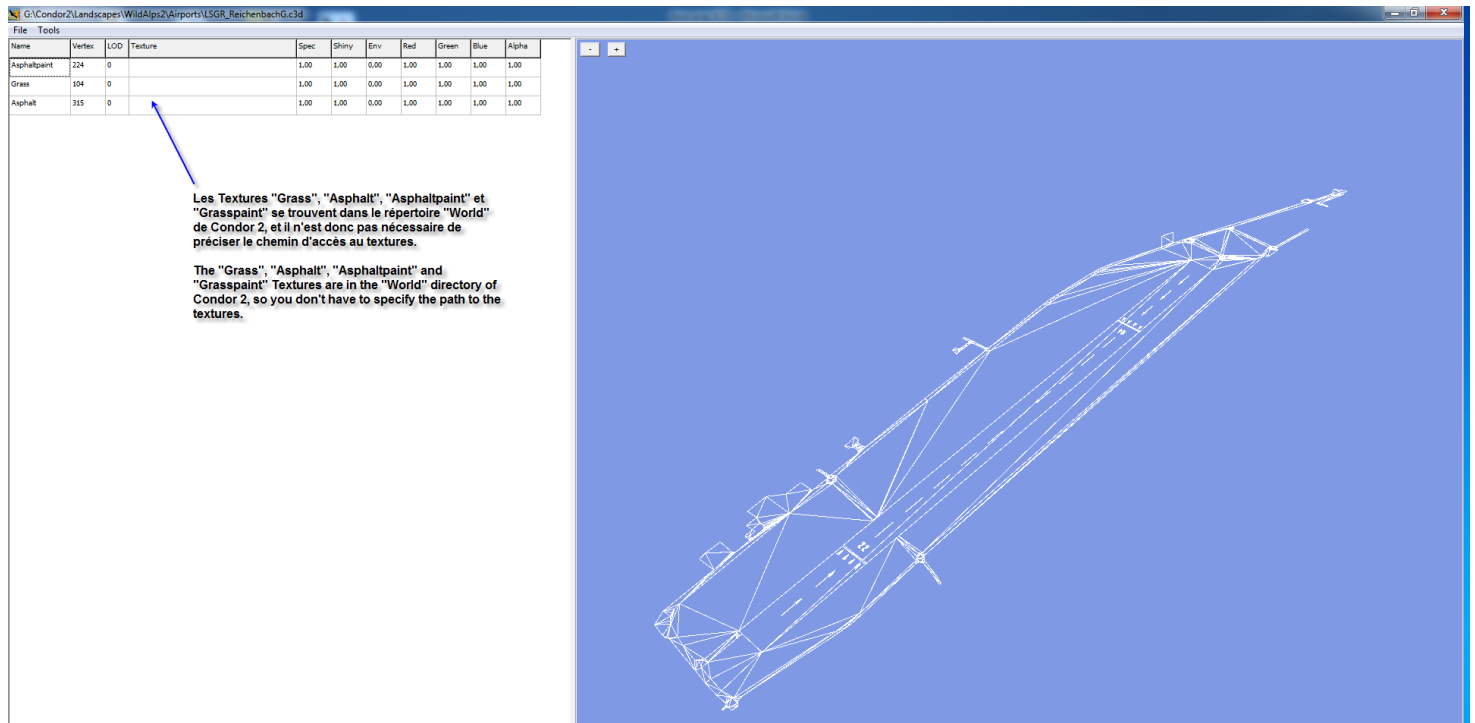 G:\Condor2\Landscapes\WildAlps2\Airports\LSGR_ReichenbachG.c3d
File Tools
Name Vertex LOD Texture Spec Shiny Env Red Green Blue Alpha
Asphaltpaint 224 0 1,00 1,00 0,00 1,00 1,00 1,00 1,00
Grass 104 0 1,00 1,00 0,00 1,00 1,00 1,00 1,00
Asphalt 315 0 1,00 1,00 0,00 1,00 1,00 1,00 1,00
- +
Les Textures "Grass", "Asphalt", "Asphaltpaint" et
"Grasspaint" se trouvent dans le répertoire "World"
de Condor 2, et il n'est donc pas nécessaire de
préciser le chemin d'accès au textures.
The "Grass", "Asphalt", "Asphaltpaint" and
"Grasspaint" Textures are in the "World" directory of
Condor 2, so you don't have to specify the path to the
textures.